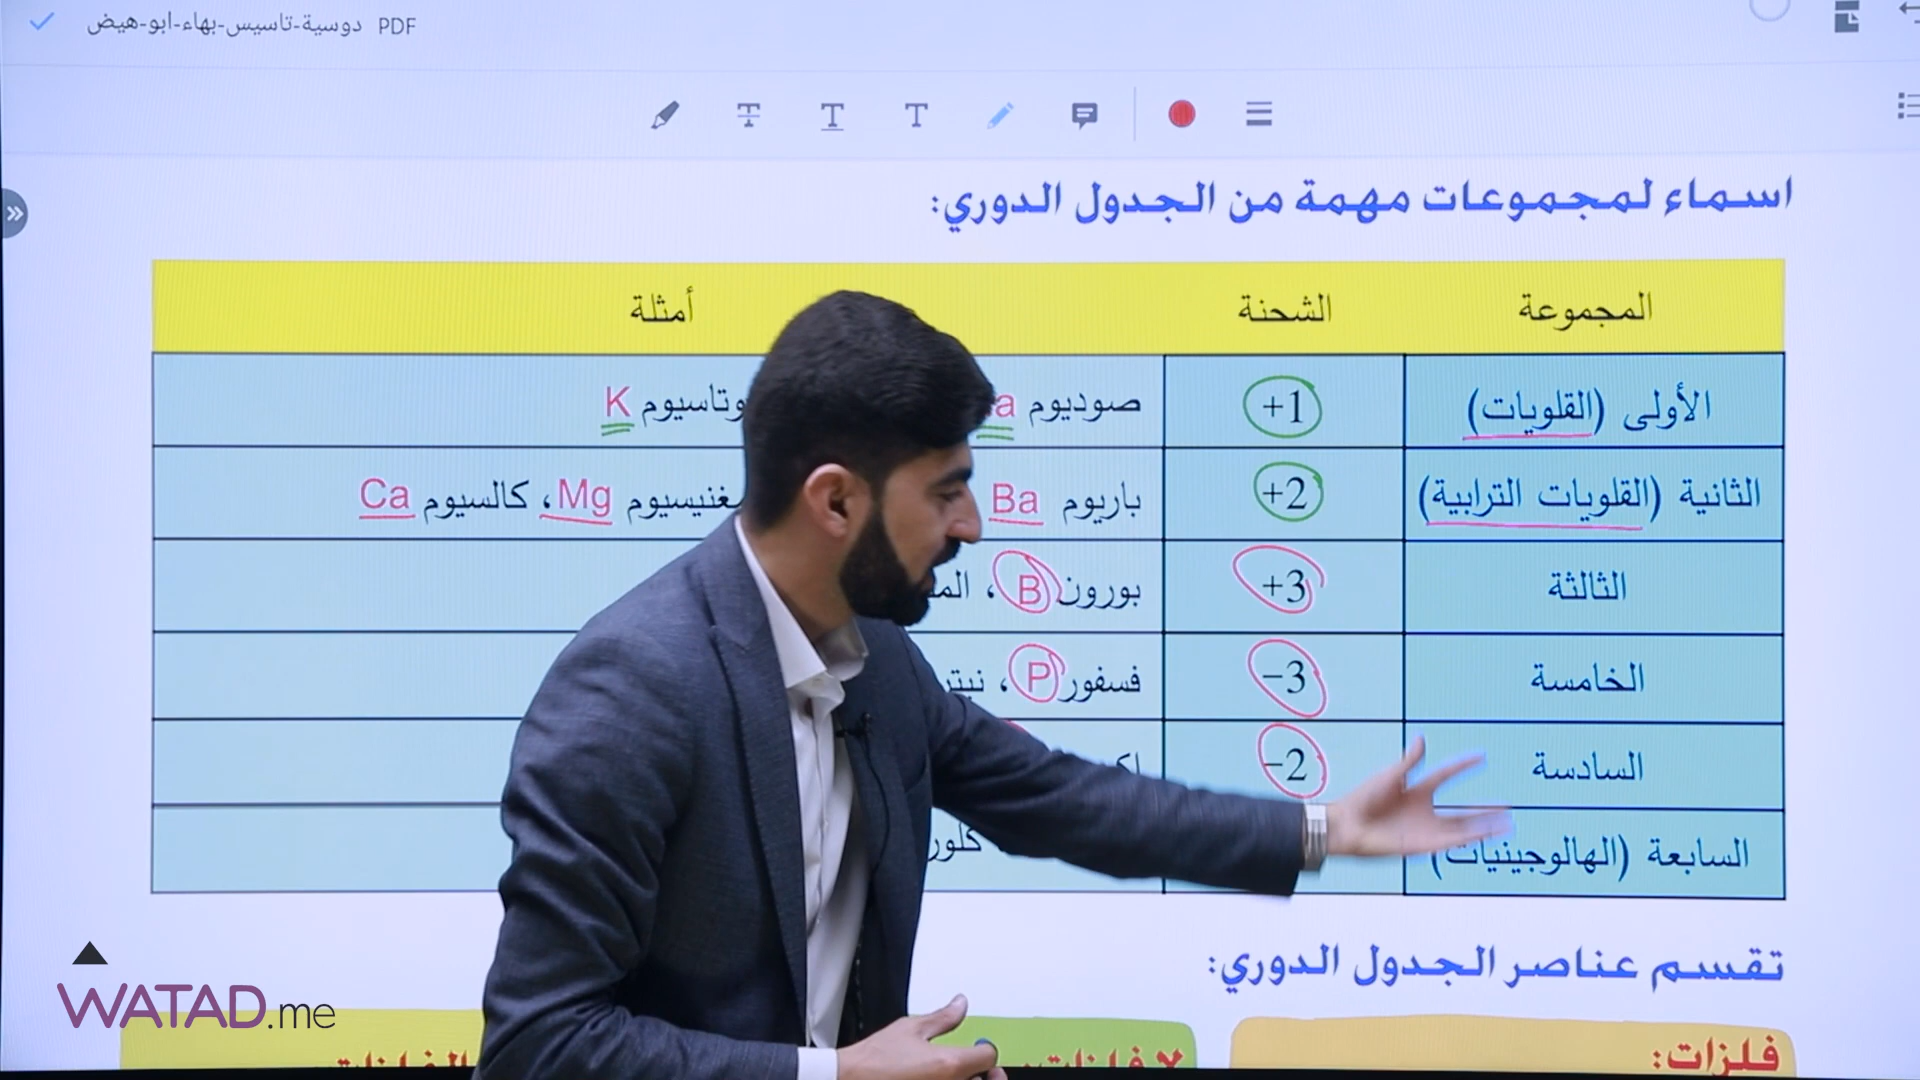 دوسية-تاسيس-بهاء-ابو-هيض PDF
اسماء لمجموعات مهمة من الجدول الدوري:
المجموعة الشحنة أمثلة
الأولى (القلويات) +1 صوديوم K
الثانية (القلويات الترابية) +2 باريوم Ba كالسيوم Ca Mg،
الثالثة +3 بورون B ،
الخامسة -3 فسفور P ،
السادسة -2
السابعة (الهالوجينيات) كلور
تقسم عناصر الجدول الدوري:
فلزات:
WATAD.me